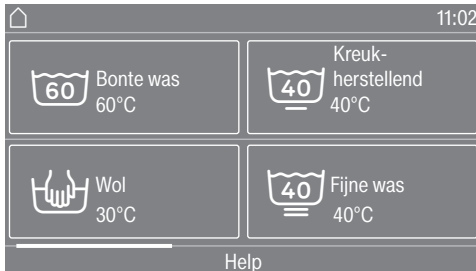 11:02
60
Bonte was
60°C
40
Kreuk-
herstellend
40°C
Wol
30°C
40
Fijne was
40°C
Help